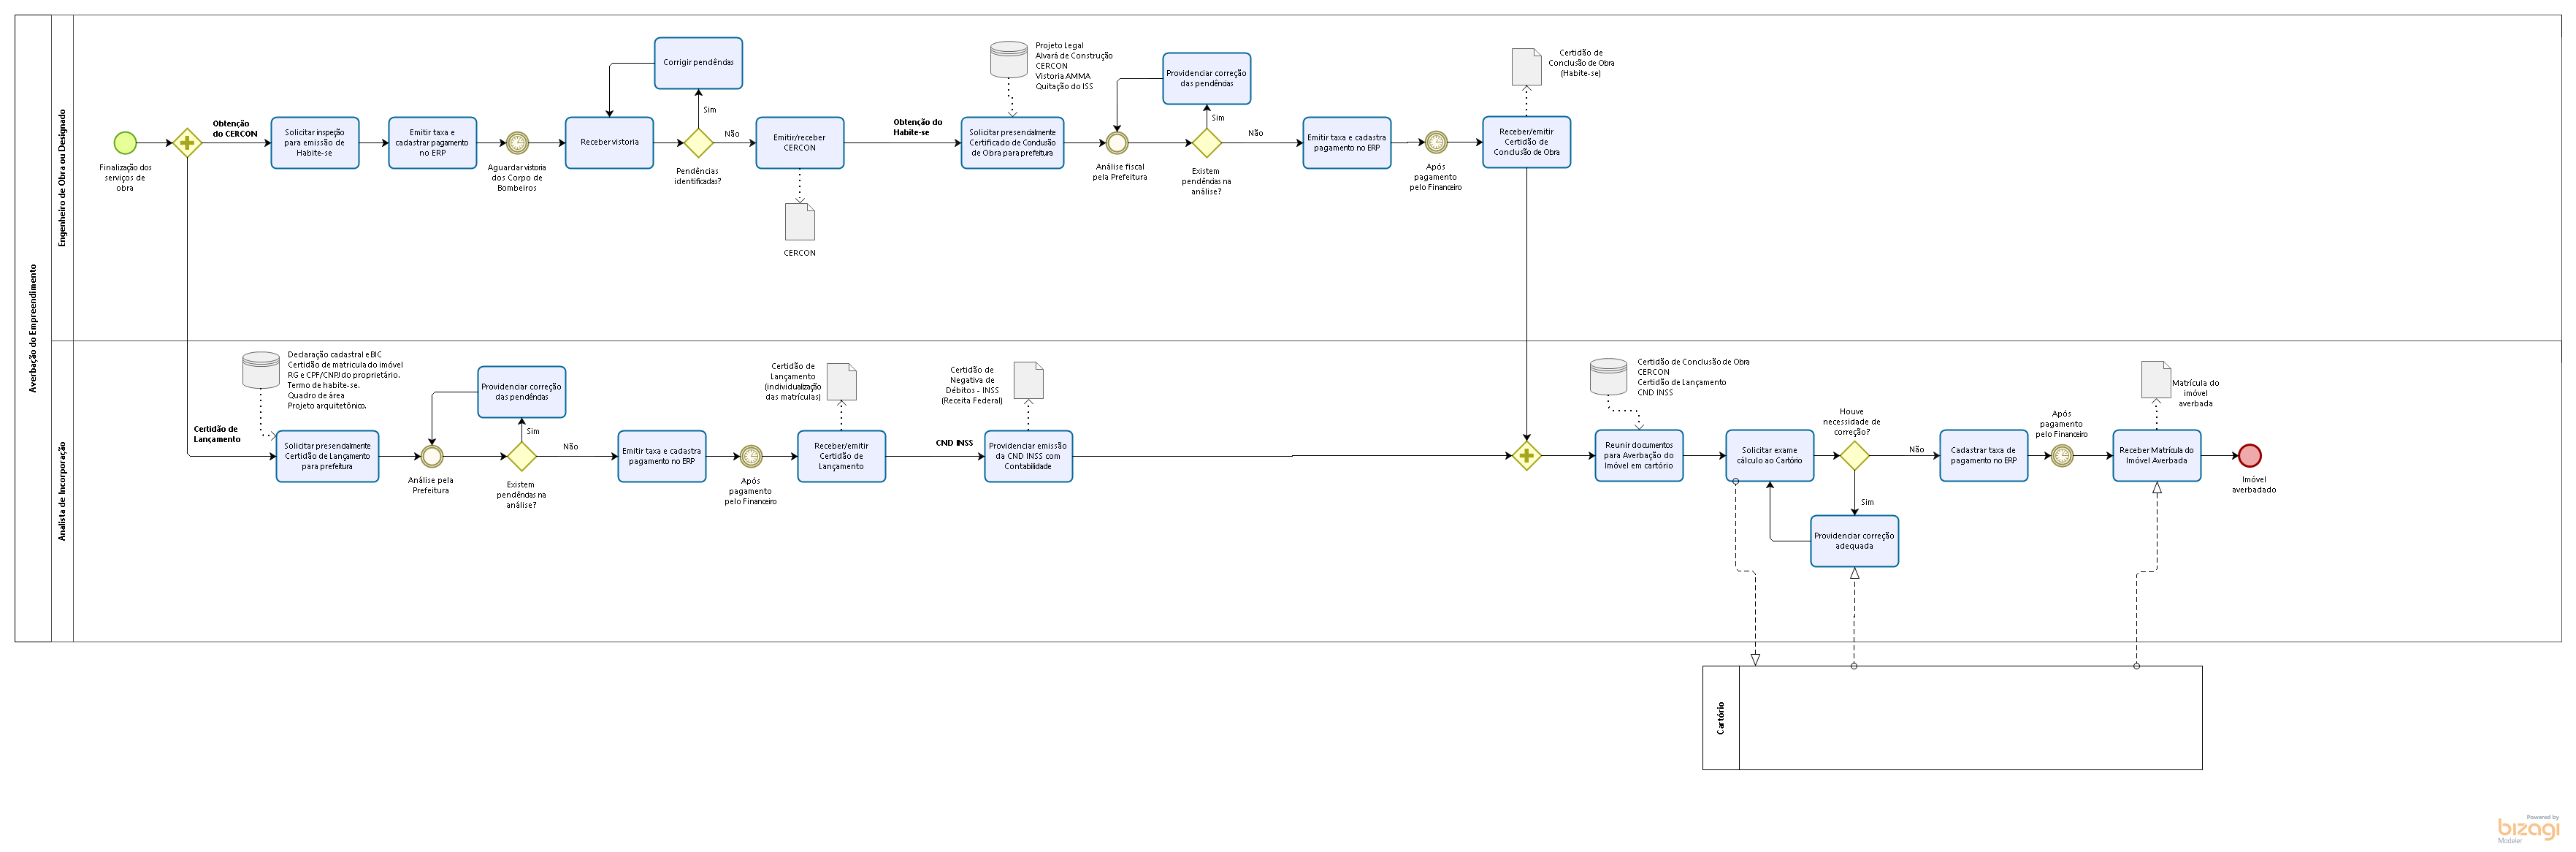 Averbação do Empreendimento
Engenheiro de Obra ou Designado
Finalização dos
serviços de
obra
Obtenção
do CERCON
Solicitar inspeção
para emissão de
Habite-se
Emitir taxa e
cadastrar pagamento
no ERP
Aguardar vistoria
dos Corpo de
Bombeiros
Receber vistoria
Corrigir pendências
Sim
Pendências
identificadas?
Não
Emitir/receber
CERCON
CERCON
Obtenção do
Habite-se
Projeto Legal
Alvará de Construção
CERCON
Vistoria AMMA
Quitação do ISS
Solicitar presencialmente
Certificado de Condusão
de Obra para prefeitura
Análise fiscal
pela Prefeitura
Providenciar correção
das pendências
Sim
Existem
pendências na
análise?
Não
Emitir taxa e cadastra
pagamento no ERP
Após
pagamento
pelo Financeiro
Receber/emitir
Certidão de
Conclusão de Obra
Certidão de
Conclusão de Obra
(Habite-se)
Analista de Incorporação
Certidão de
Lançamento
Declaração cadastral e BIC
Certidão de matricula do imóvel
RG e CPF/CNPJ do proprietário.
Termo de habite-se.
Quadro de área
Projeto arquitetônico.
Solicitar presencialmente
Certidão de Lançamento
para prefeitura
Análise pela
Prefeitura
Providenciar correção
das pendências
Sim
Existem
pendências na
análise?
Não
Emitir taxa e cadastra
pagamento no ERP
Após
pagamento
pelo Financeiro
Receber/emitir
Certidão de
Lançamento
Certidão de
Lançamento
(individualização
das matrículas)
CND INSS
Certidão de
Negativa de
Débitos - INSS
(Receita Federal)
Providenciar emissão
da CND INSS com
Contabilidade
Certidão de Conclusão de Obra
CERCON
Certidão de Lançamento
CND INSS
Reunir documentos
para Averbação do
Imóvel em cartório
Solicitar exame
cálculo ao Cartório
Houve
necessidade de
correção?
Sim
Providenciar correção
adequada
Não
Cadastrar taxa de
pagamento no ERP
Após
pagamento
pelo Financeiro
Receber Matrícula do
Imóvel Averbada
Matrícula do
imóvel
averbada
Imóvel
averbadado
Cartório
Powered by
bizagi
Modeler